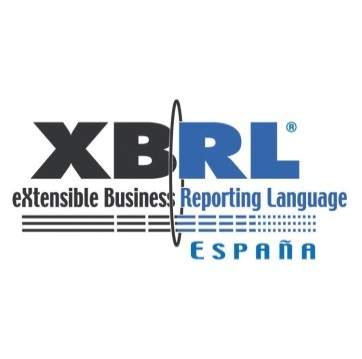 XBRL®
eXtensible Business Reporting Language
ESPAÑA